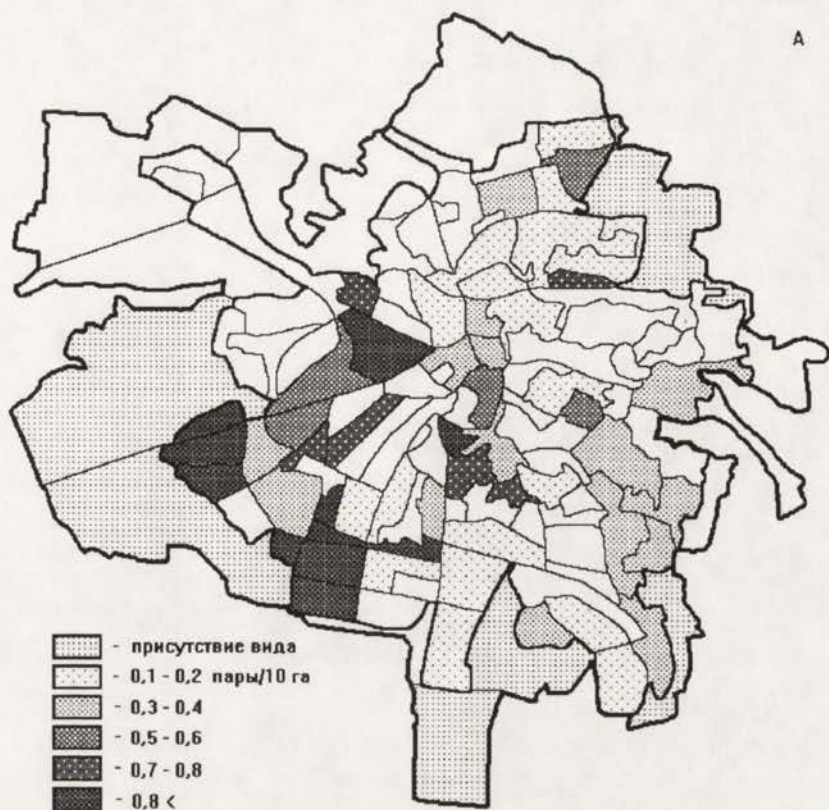 А
- присутствие вида
- 0,1 - 0,2 пары/10 га
- 0,3 - 0,4
- 0,5 - 0,6
- 0,7 - 0,8
- 0,8 <